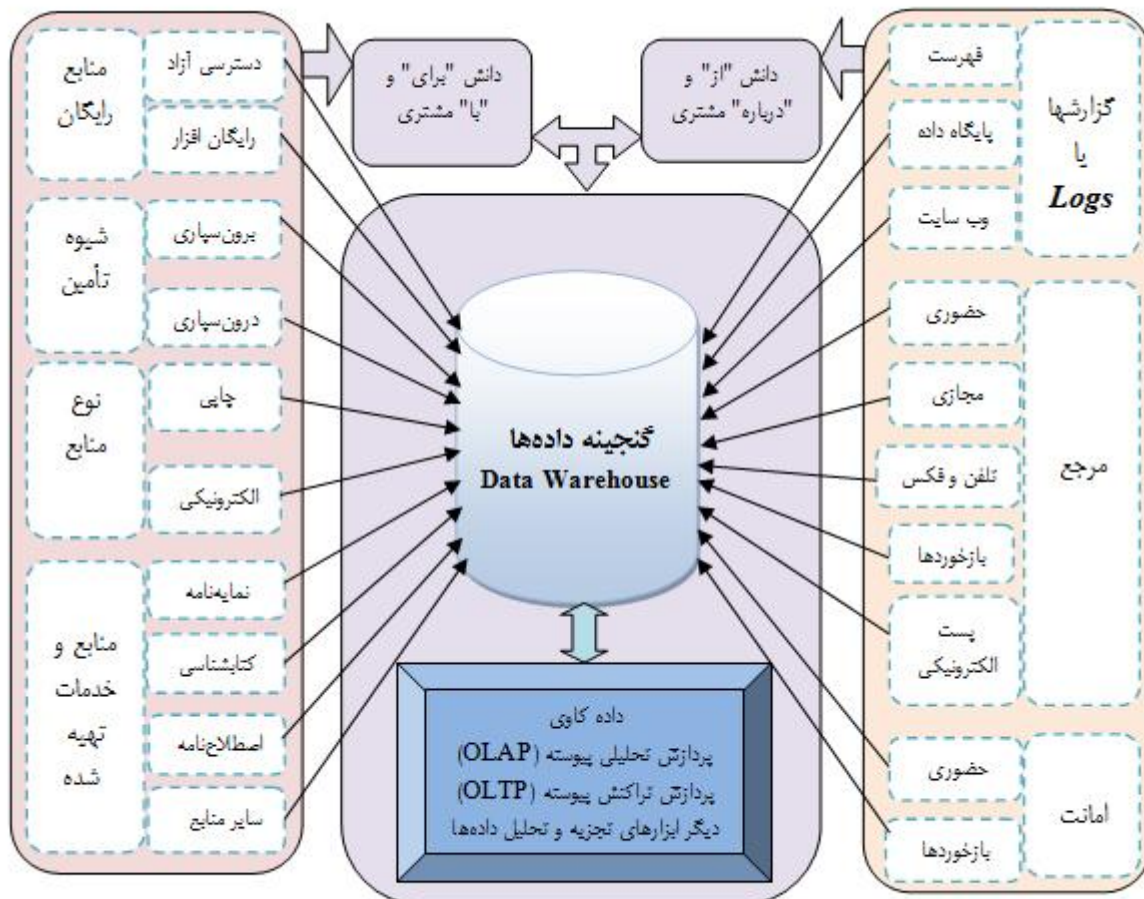 گزارشها
یا
Logs
فهرست
پایگاه داده
وب سایت
مرجع
حضوری
مجازی
تلفن و فکس
بازخوردها
پست
الکترونیکی
امانت
حضوری
بازخوردها
دانش "از" و
"درباره" مشتری
دانش "برای" و
"با" مشتری
گنجینه داده‌ها
Data Warehouse
داده کاوی
پردازش تحلیلی پیوسته (OLAP)
پردازش تراکنش پیوسته (OLTP)
دیگر ابزارهای تجزیه و تحلیل داده‌ها
منابع
رایگان
دسترسی آزاد
رایگان افزار
شیوه
تأمین
برون‌سپاری
درون‌سپاری
نوع
منابع
چاپی
الکترونیکی
منابع و
خدمات
تهیه
شده
نمایه‌نامه
کتابشناسی
اصطلاح‌نامه
سایر منابع